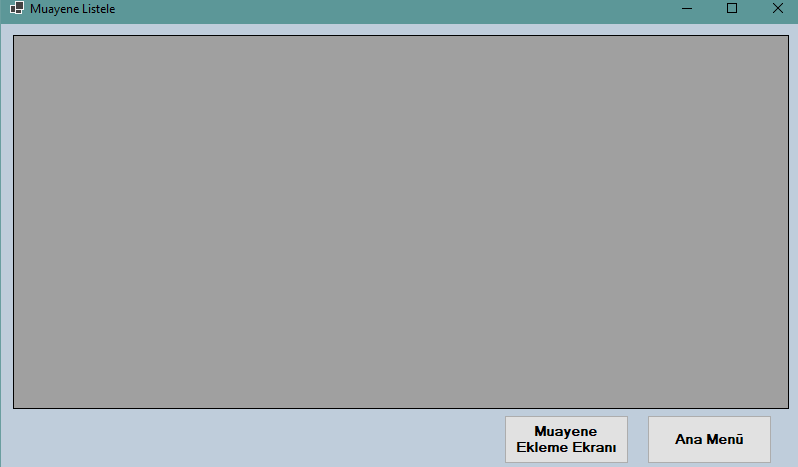 Muayene Listele
Muayene
Ekleme Ekranı
Ana Menü